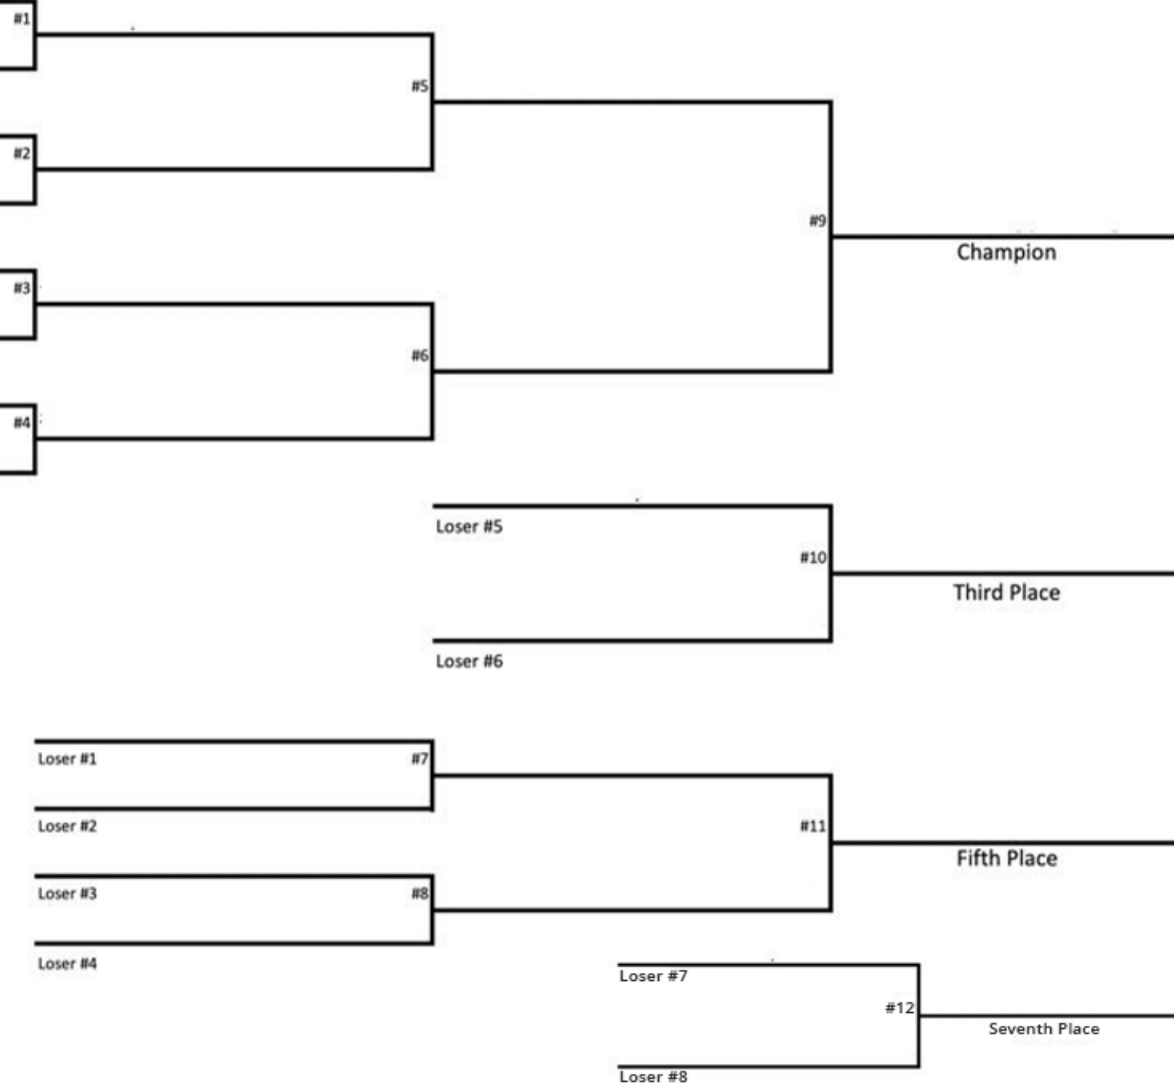 #1
#5
#2
#9
Champion
#3
#6
#4
Loser #5
#10
Third Place
Loser #6
Loser #1
#7
Loser #2
#11
Fifth Place
Loser #3
#8
Loser #4
Loser #7
#12
Seventh Place
Loser #8